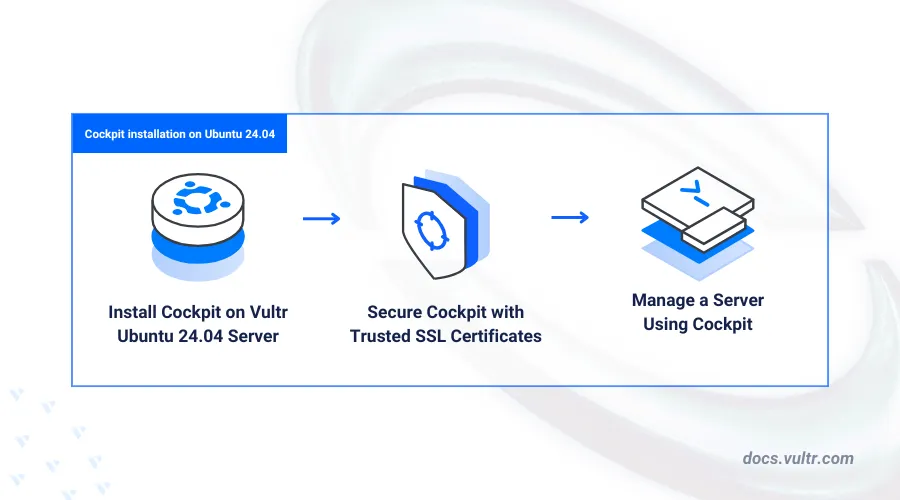 Cockpit installation on Ubuntu 24.04
Install Cockpit on Vultr
Ubuntu 24.04 Server
Secure Cockpit with
Trusted SSL Certificates
Manage a Server
Using Cockpit
docs.vultr.com